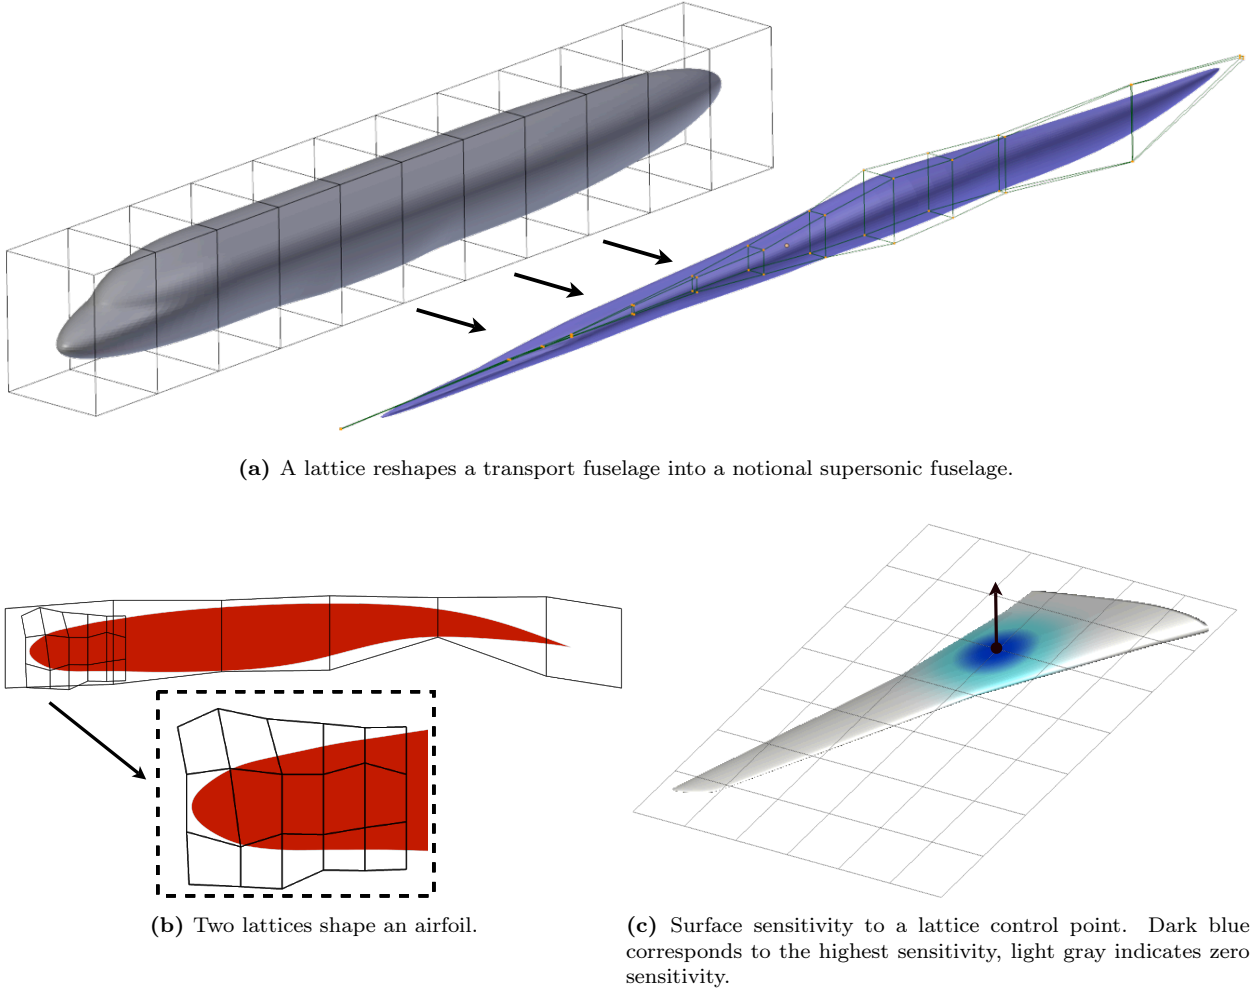 (a) A lattice reshapes a transport fuselage into a notional supersonic fuselage.
(b) Two lattices shape an airfoil.
(c) Surface sensitivity to a lattice control point. Dark blue
corresponds to the highest sensitivity, light gray indicates zero
sensitivity.